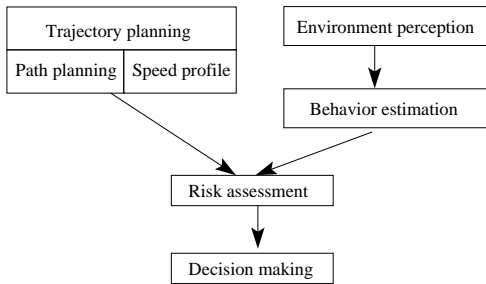 Trajectory planning
Environment perception
Path planning
Speed profile
Behavior estimation
Risk assessment
Decision making